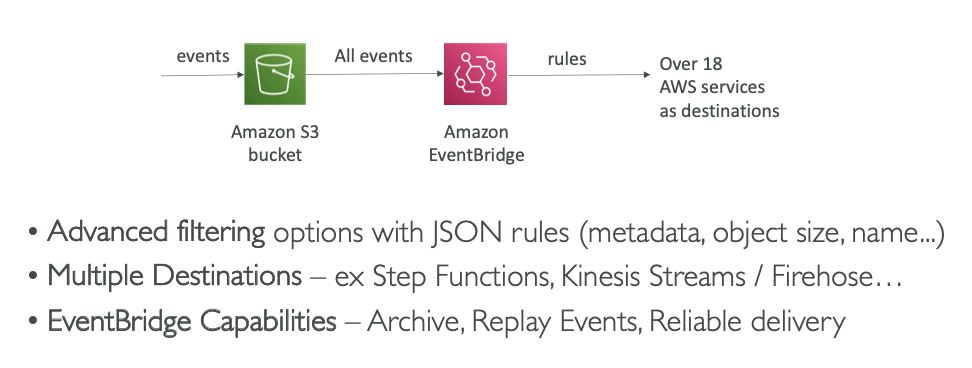 events
All events
rules
Over 18
AWS services
as destinations
Amazon S3
bucket
Amazon
EventBridge
• Advanced filtering options with JSON rules (metadata, object size, name...)
• Multiple Destinations – ex Step Functions, Kinesis Streams / Firehose…
• EventBridge Capabilities – Archive, Replay Events, Reliable delivery